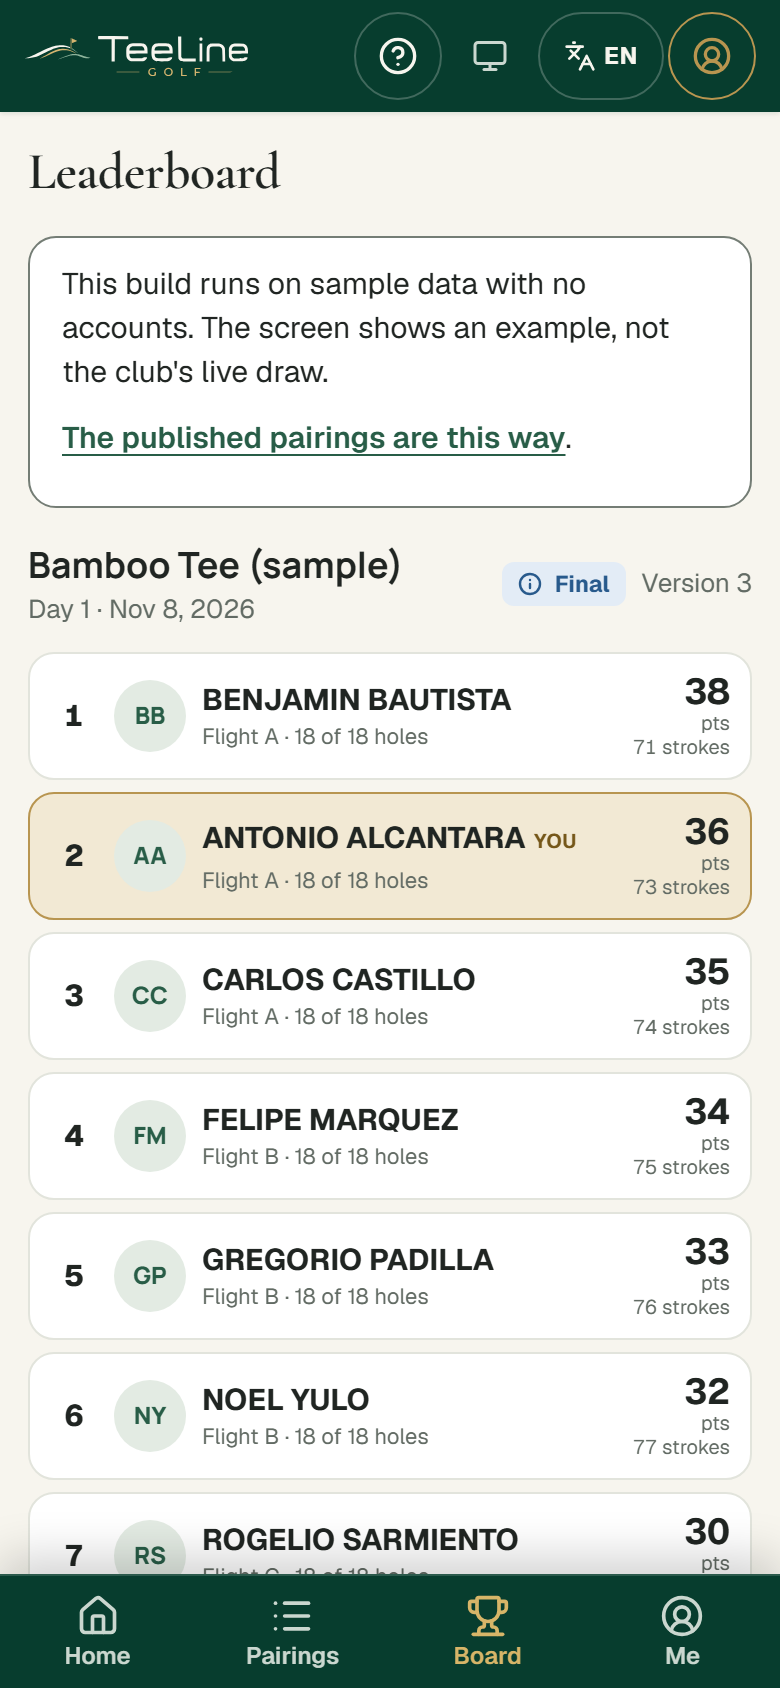 TeeLine
GOLF
EN
Leaderboard
This build runs on sample data with no
accounts. The screen shows an example, not
the club's live draw.
The published pairings are this way.
Bamboo Tee (sample)
Day 1 · Nov 8, 2026
Final
Version 3
1
BB
BENJAMIN BAUTISTA
Flight A · 18 of 18 holes
38
pts
71 strokes
2
AA
ANTONIO ALCANTARA YOU
Flight A · 18 of 18 holes
36
pts
73 strokes
3
CC
CARLOS CASTILLO
Flight A · 18 of 18 holes
35
pts
74 strokes
4
FM
FELIPE MARQUEZ
Flight B · 18 of 18 holes
34
pts
75 strokes
5
GP
GREGORIO PADILLA
Flight B · 18 of 18 holes
33
pts
76 strokes
6
NY
NOEL YULO
Flight B · 18 of 18 holes
32
pts
77 strokes
7
RS
ROGELIO SARMIENTO
30
pts
Home
Pairings
Board
Me